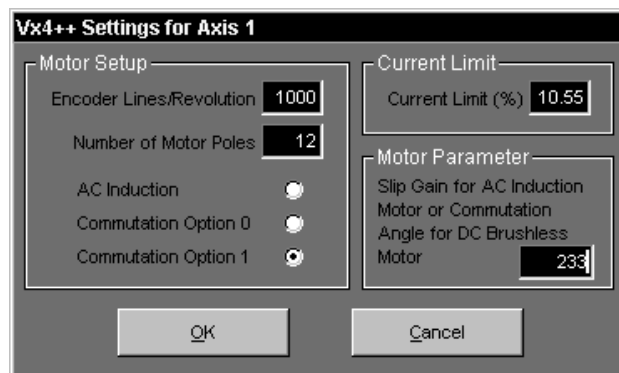 Vx4++ Settings for Axis 1
Motor Setup
Encoder Lines/Revolution 1000
Number of Motor Poles 12
AC Induction
Commutation Option 0
Commutation Option 1
Current Limit
Current Limit (%) 10.55
Motor Parameter
Slip Gain for AC Induction
Motor or Commutation
Angle for DC Brushless
Motor 233
OK
Cancel